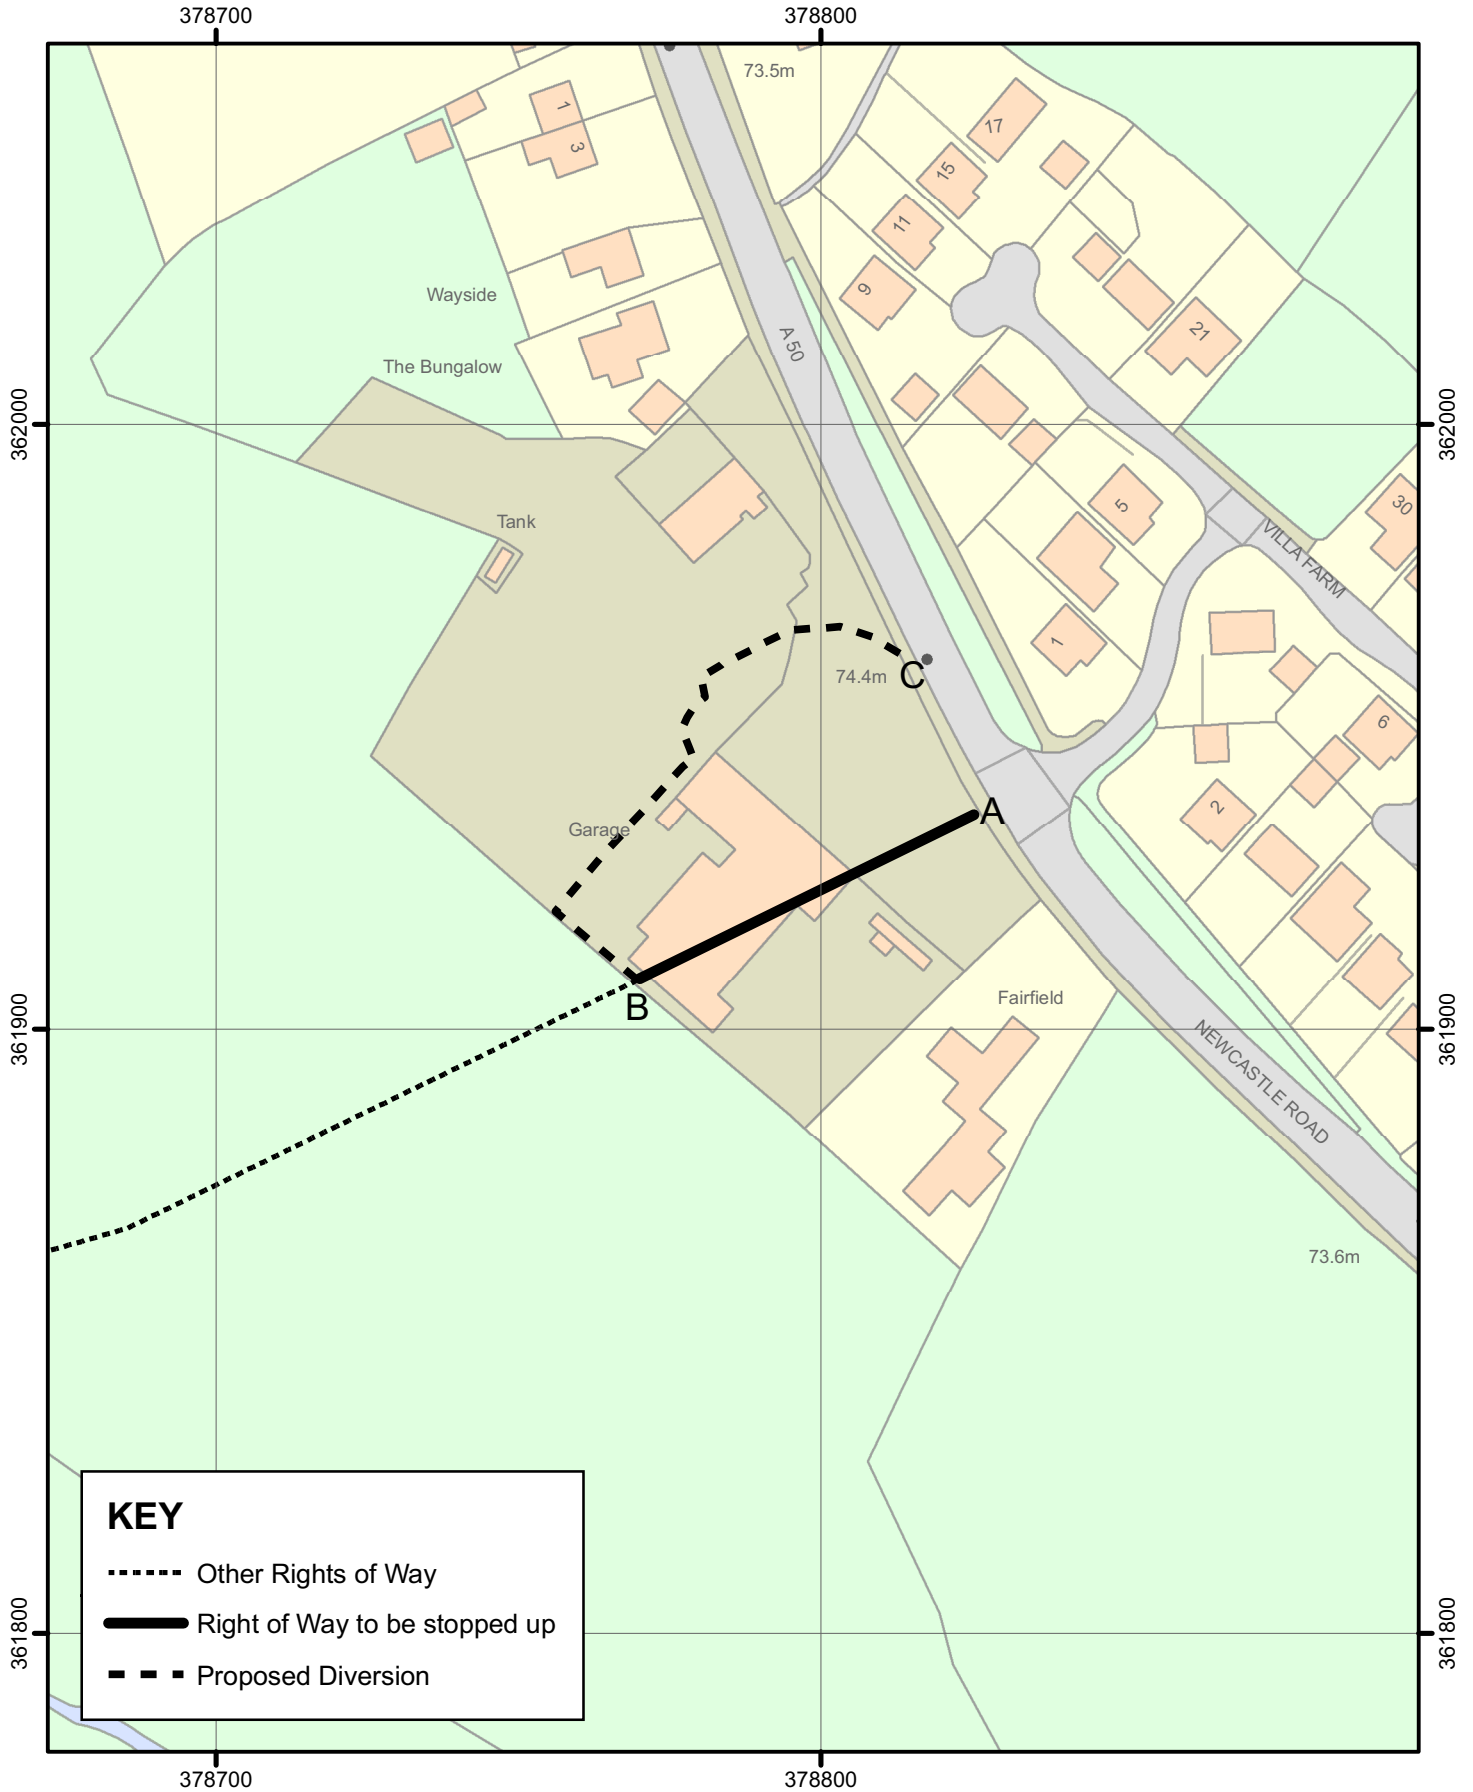 378700
378800
73.5m
1
3
17
15
11
9
21
Wayside
A 50
The Bungalow
362000
362000
30
5
Tank
VILLA FARM
1
74.4m
C
6
2
A
Garage
B
Fairfield
361900
361900
NEWCASTLE ROAD
73.6m
KEY
Other Rights of Way
Right of Way to be stopped up
Proposed Diversion
361800
361800
378700
378800